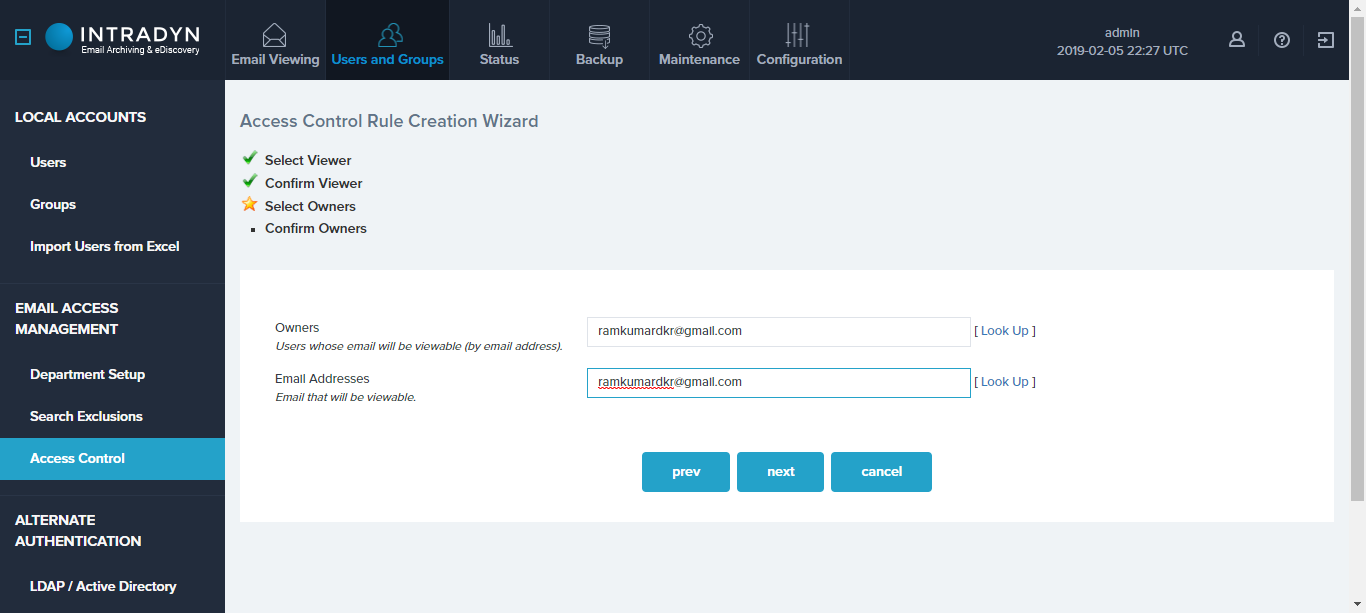 INTRADYN
Email Archiving & eDiscovery
Email Viewing
Users and Groups
Status
Backup
Maintenance
Configuration
admin
2019-02-05 22:27 UTC
LOCAL ACCOUNTS
Users
Groups
Import Users from Excel
EMAIL ACCESS
MANAGEMENT
Department Setup
Search Exclusions
Access Control
ALTERNATE
AUTHENTICATION
LDAP / Active Directory
Access Control Rule Creation Wizard
Select Viewer
Confirm Viewer
Select Owners
Confirm Owners
Owners
Users whose email will be viewable (by email address).
ramkumardkr@gmail.com
[ Look Up ]
Email Addresses
Email that will be viewable.
ramkumardkr@gmail.com
[ Look Up ]
prev
next
cancel